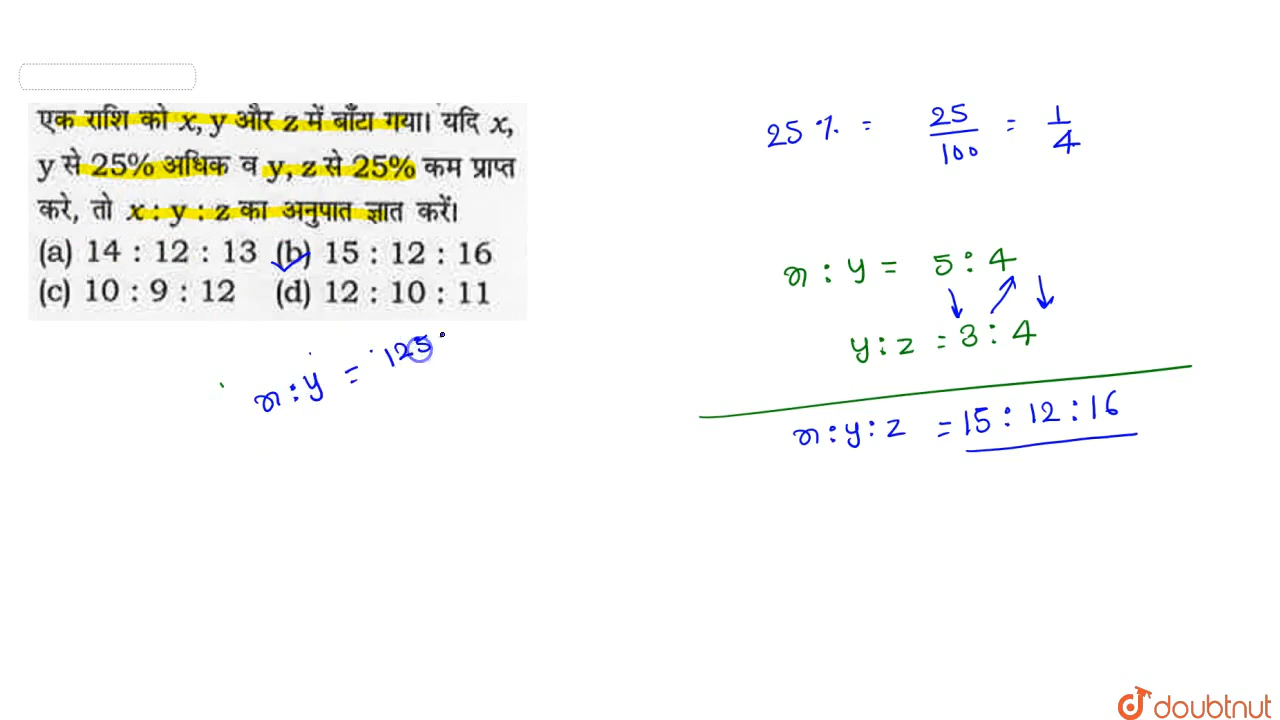 एक राशि को x, y और z में बाँटा गया। यदि x,
y से 25% अधिक व y, z से 25% कम प्राप्त
करे, तो x : y : z का अनुपात ज्ञात करें।
(a) 14 : 12 : 13 (b) 15 : 12 : 16
(c) 10 : 9 : 12 (d) 12 : 10 : 11
x : y = 125
25 % = 25/100 = 1/4
x : y = 5 : 4
y : z = 3 : 4
x : y : z = 15 : 12 : 16
doubtnut